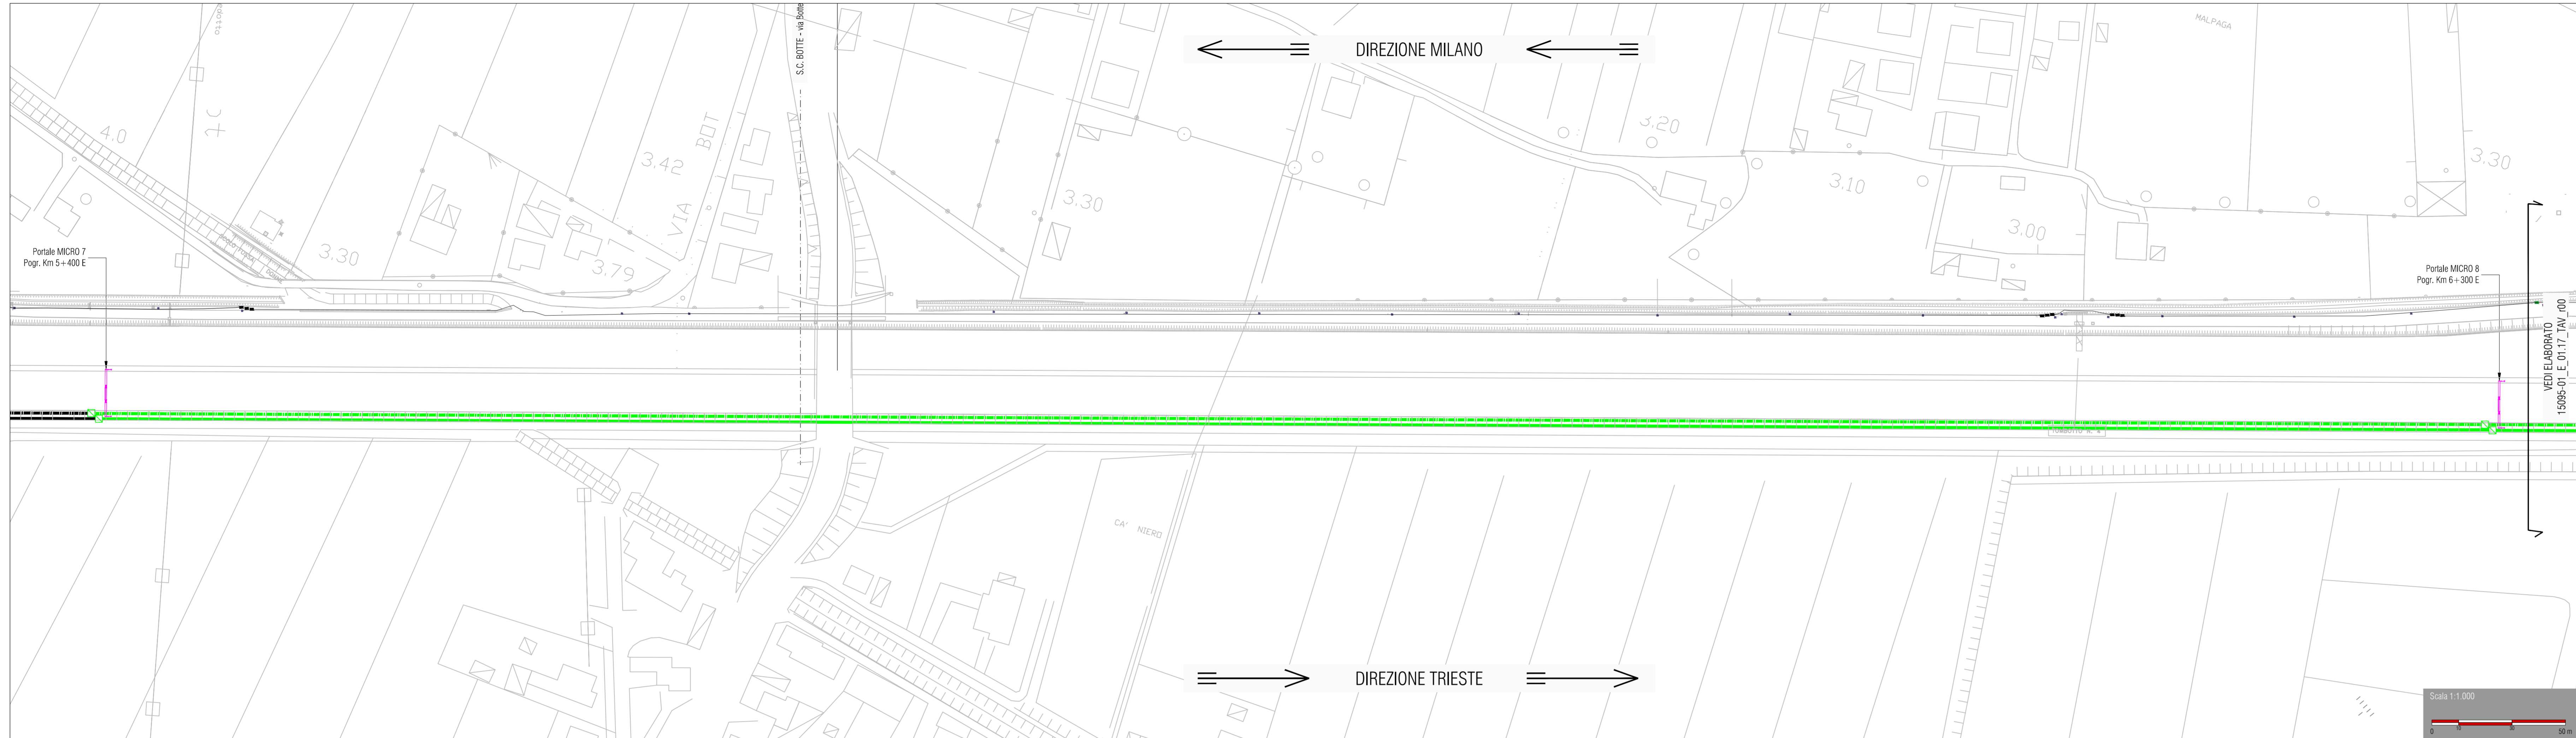 S.C. BOTTE - via Botte
DIREZIONE MILANO
MALPAGA
4.0
3.42
VIA BOT
3.20
3.30
3.10
3.30
3.00
3.30
3.79
Portale MICRO 7
Pogr. Km 5+400 E
Portale MICRO 8
Pogr. Km 6+300 E
VEDI ELABORATO
15095-01_E_01.17_TAV_r00
CA' NIERO
DIREZIONE TRIESTE
Scala 1:1.000
0
50 m